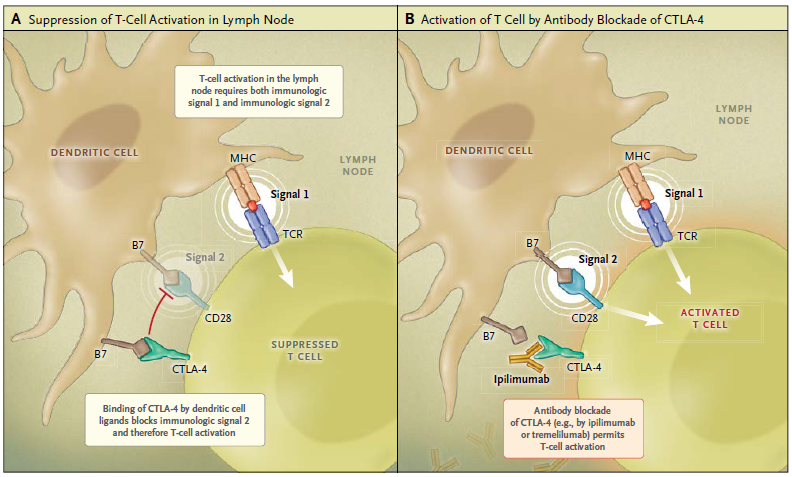 A Suppression of T-Cell Activation in Lymph Node
T-cell activation in the lymph
node requires both immunologic
signal 1 and immunologic signal 2
DENDRITIC CELL
MHC
LYMPH
NODE
Signal 1
TCR
B7
Signal 2
CD28
B7
CTLA-4
SUPPRESSED
T CELL
Binding of CTLA-4 by dendritic cell
ligands blocks immunologic signal 2
and therefore T-cell activation
B Activation of T Cell by Antibody Blockade of CTLA-4
LYMPH
NODE
DENDRITIC CELL
MHC
Signal 1
TCR
B7
Signal 2
CD28
ACTIVATED
T CELL
B7
CTLA-4
Ipilimumab
Antibody blockade
of CTLA-4 (e.g., by ipilimumab
or tremelilumab) permits
T-cell activation